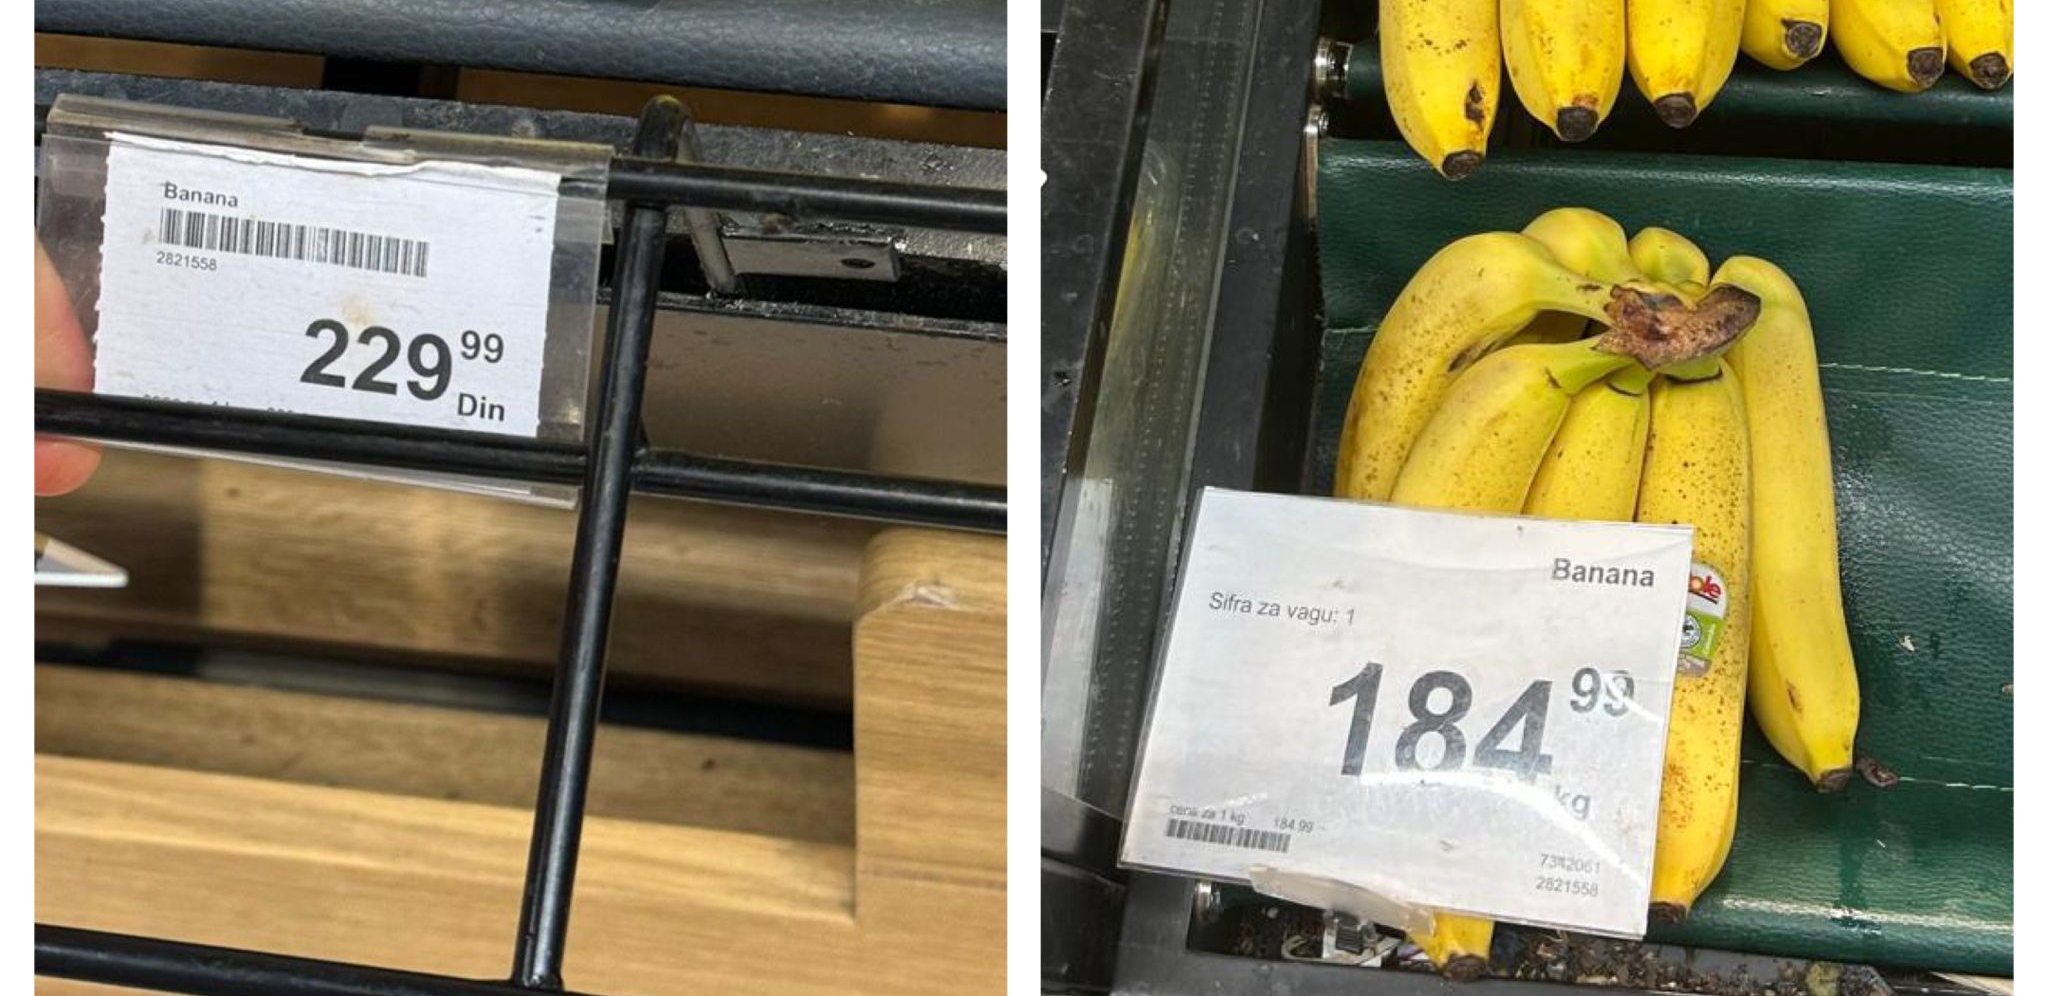 Banana
2821558
229 99
Din
Banana
Sifra za vagu: 1
184 99
kg
cena za 1 kg 184.99
7342061
2821558